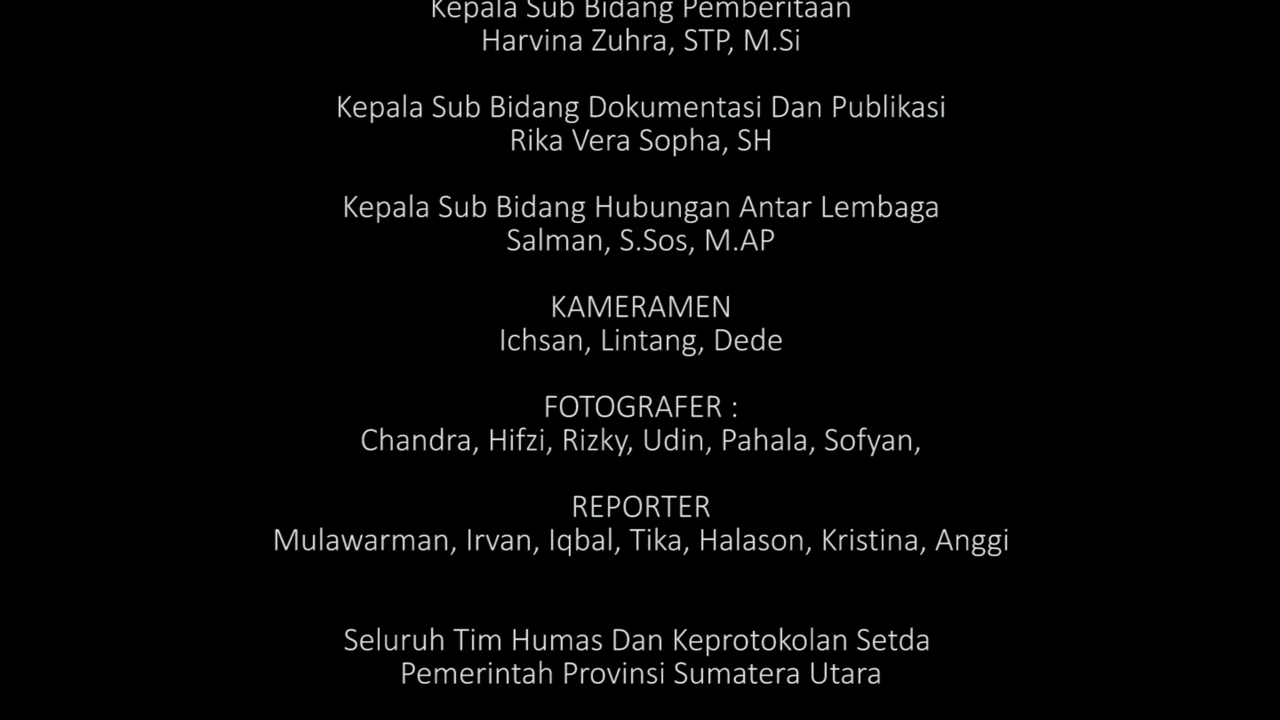 Kepala Sub Bidang Pemberitaan
Harvina Zuhra, STP, M.Si
Kepala Sub Bidang Dokumentasi Dan Publikasi
Rika Vera Sopha, SH
Kepala Sub Bidang Hubungan Antar Lembaga
Salman, S.Sos, M.AP
KAMERAMEN
Ichsan, Lintang, Dede
FOTOGRAFER :
Chandra, Hifzi, Rizky, Udin, Pahala, Sofyan,
REPORTER
Mulawarman, Irvan, Iqbal, Tika, Halason, Kristina, Anggi
Seluruh Tim Humas Dan Keprotokolan Setda
Pemerintah Provinsi Sumatera Utara